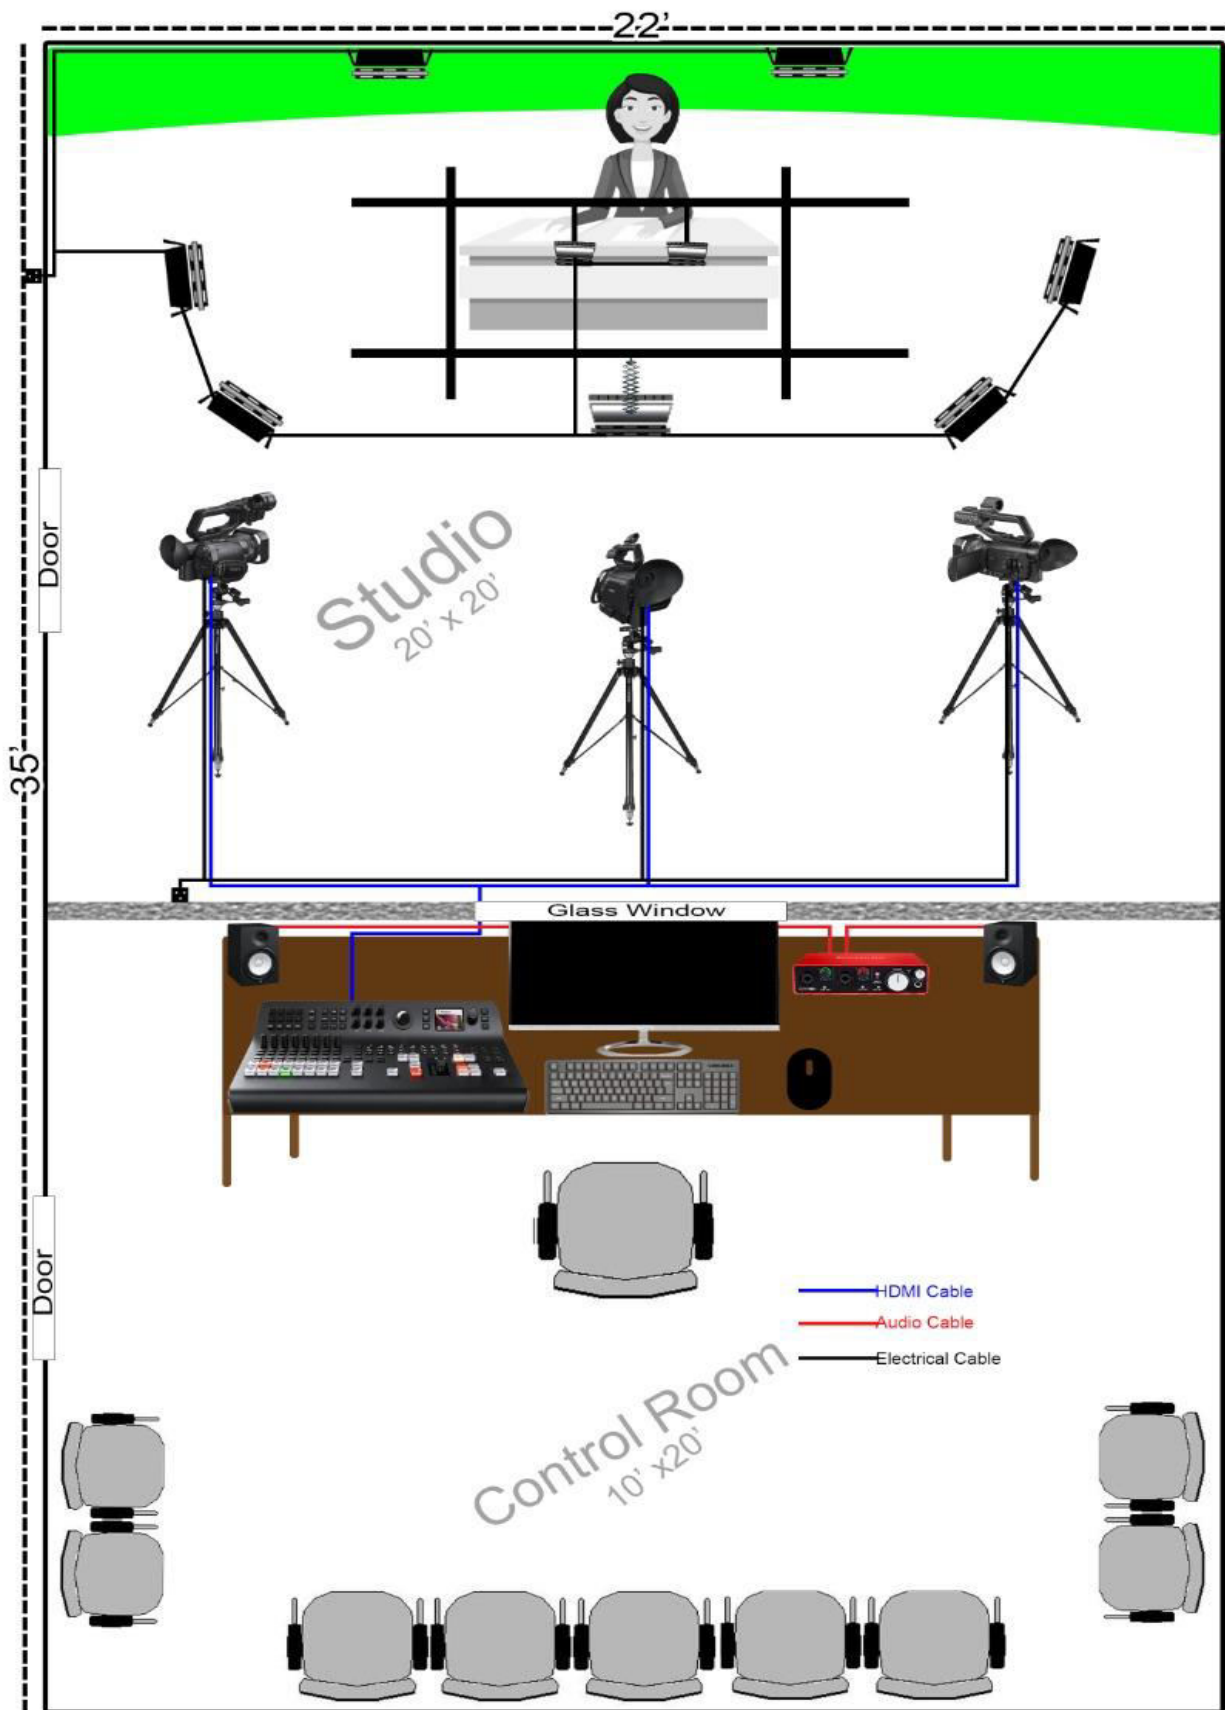 22'
35'
Door
Studio
20' x 20'
Glass Window
Door
HDMI Cable
Audio Cable
Electrical Cable
Control Room
10' x20'